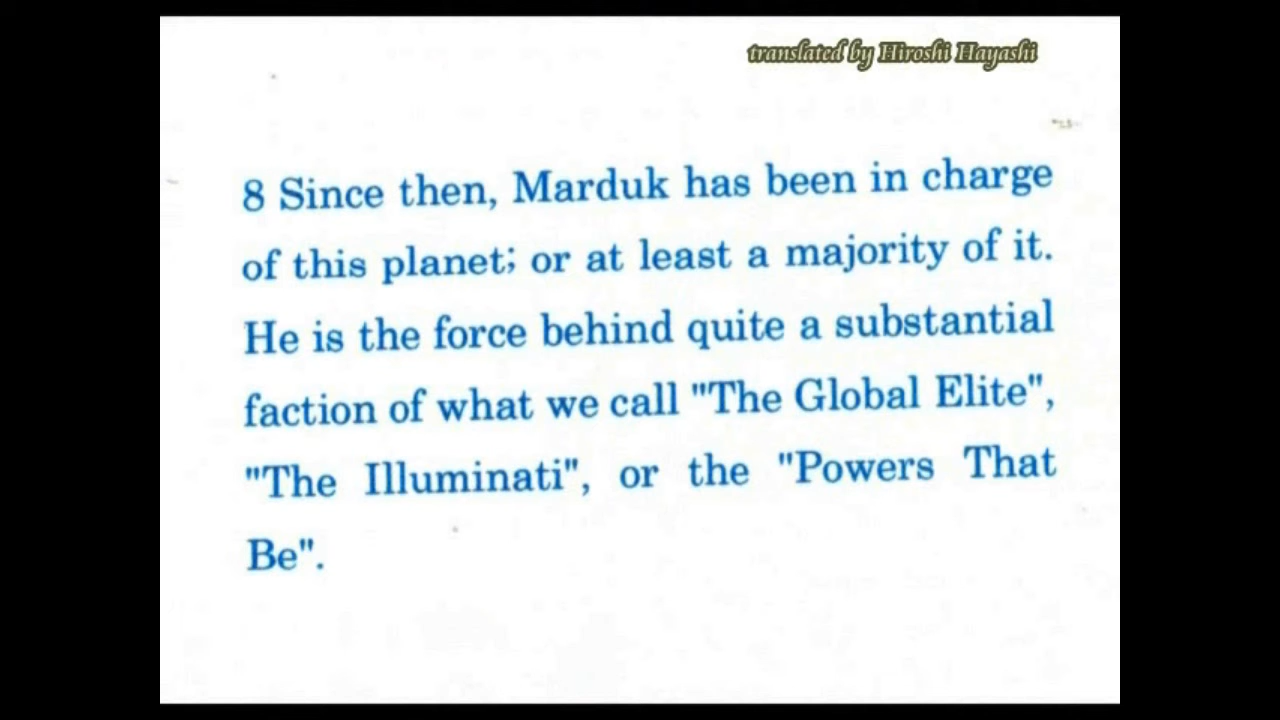 translated by Hiroshi Hayashi
8 Since then, Marduk has been in charge
of this planet; or at least a majority of it.
He is the force behind quite a substantial
faction of what we call "The Global Elite",
"The Illuminati", or the "Powers That
Be".